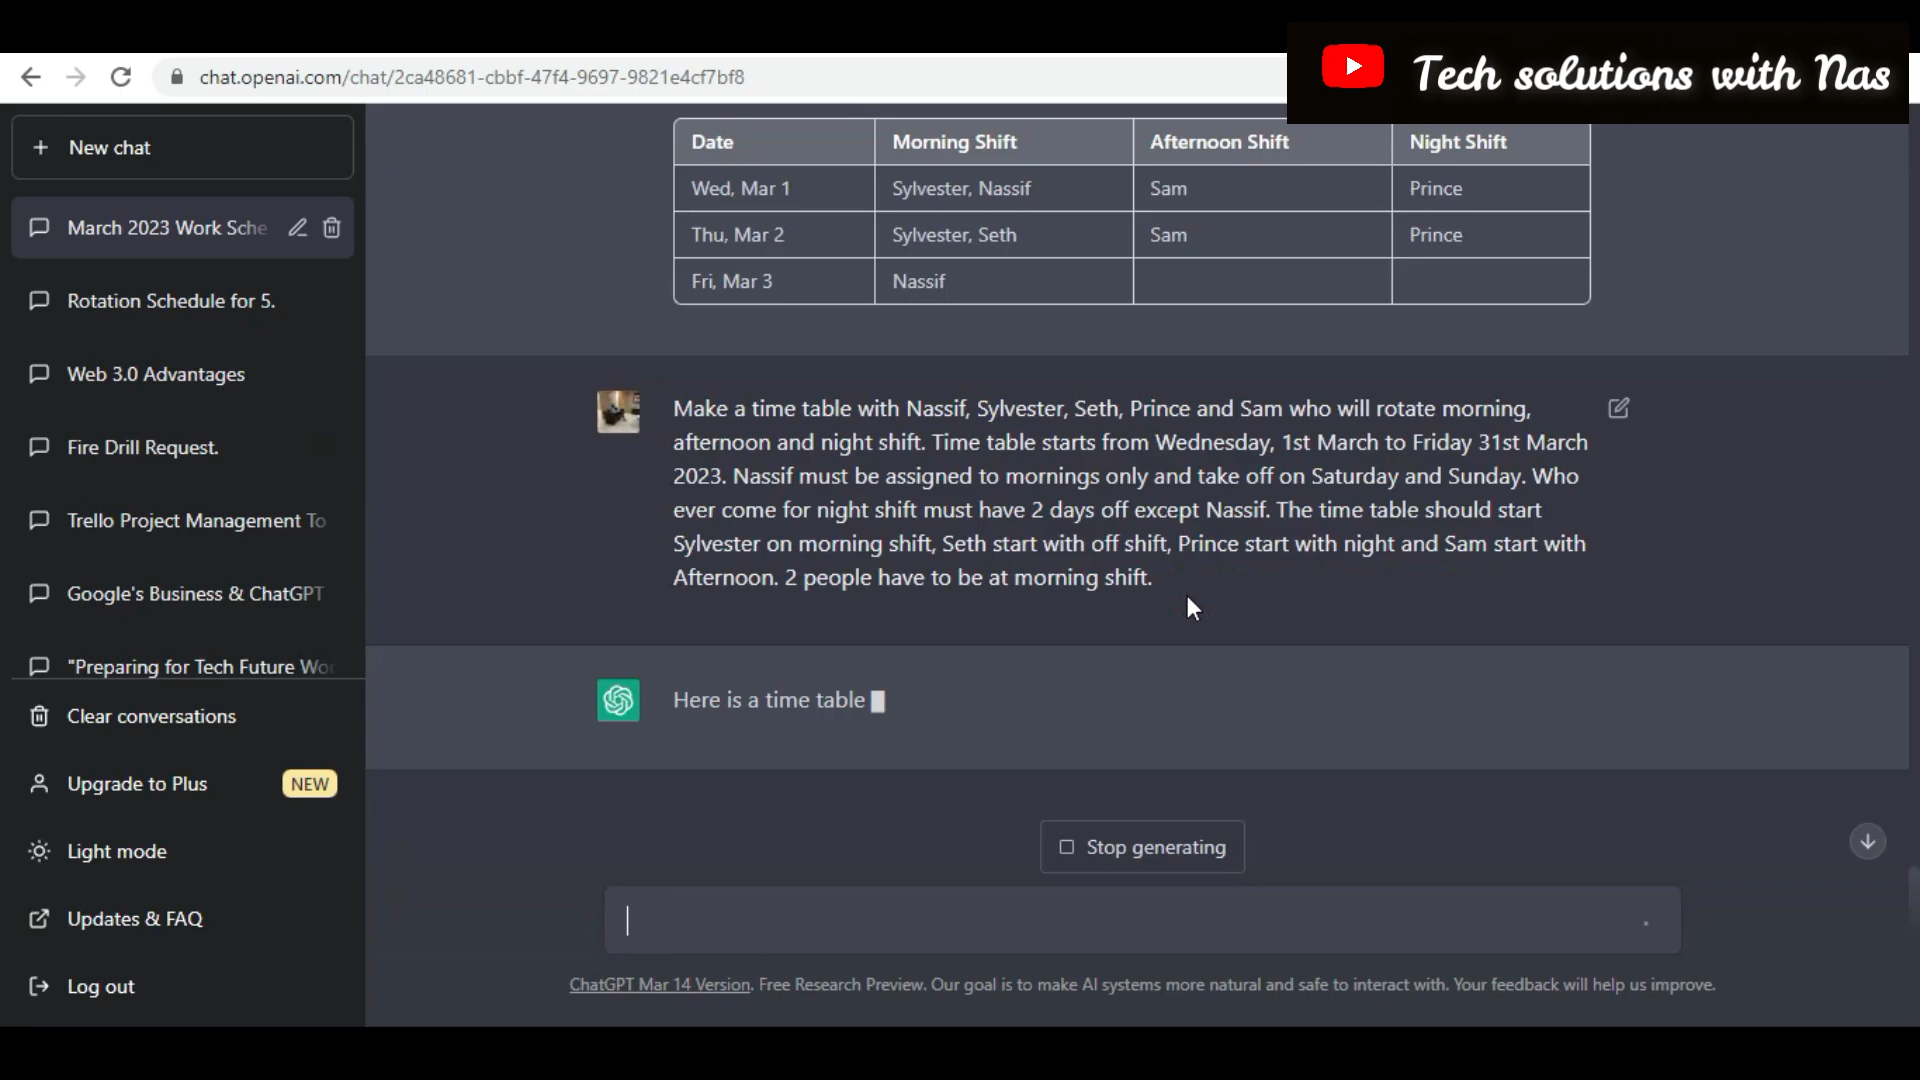 Tech solutions with Nas
chat.openai.com/chat/2ca48681-cbbf-47f4-9697-9821e4cf7bf8
New chat
March 2023 Work Sche
Rotation Schedule for 5.
Web 3.0 Advantages
Fire Drill Request.
Trello Project Management To
Google's Business & ChatGPT
"Preparing for Tech Future Wor
Clear conversations
Upgrade to Plus NEW
Light mode
Updates & FAQ
Log out
Date Morning Shift Afternoon Shift Night Shift
Wed, Mar 1 Sylvester, Nassif Sam Prince
Thu, Mar 2 Sylvester, Seth Sam Prince
Fri, Mar 3 Nassif
Make a time table with Nassif, Sylvester, Seth, Prince and Sam who will rotate morning,
afternoon and night shift. Time table starts from Wednesday, 1st March to Friday 31st March
2023. Nassif must be assigned to mornings only and take off on Saturday and Sunday. Who
ever come for night shift must have 2 days off except Nassif. The time table should start
Sylvester on morning shift, Seth start with off shift, Prince start with night and Sam start with
Afternoon. 2 people have to be at morning shift.
Here is a time table
Stop generating
ChatGPT Mar 14 Version. Free Research Preview. Our goal is to make AI systems more natural and safe to interact with. Your feedback will help us improve.